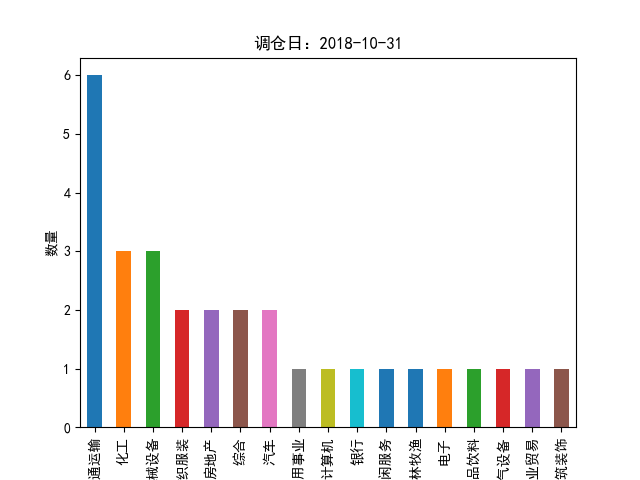 调仓日：2018-10-31
数量
6
5
4
3
2
1
0
通运输
化工
械设备
织服装
房地产
综合
汽车
用事业
计算机
银行
闲服务
林牧渔
电子
品饮料
气设备
业贸易
筑装饰